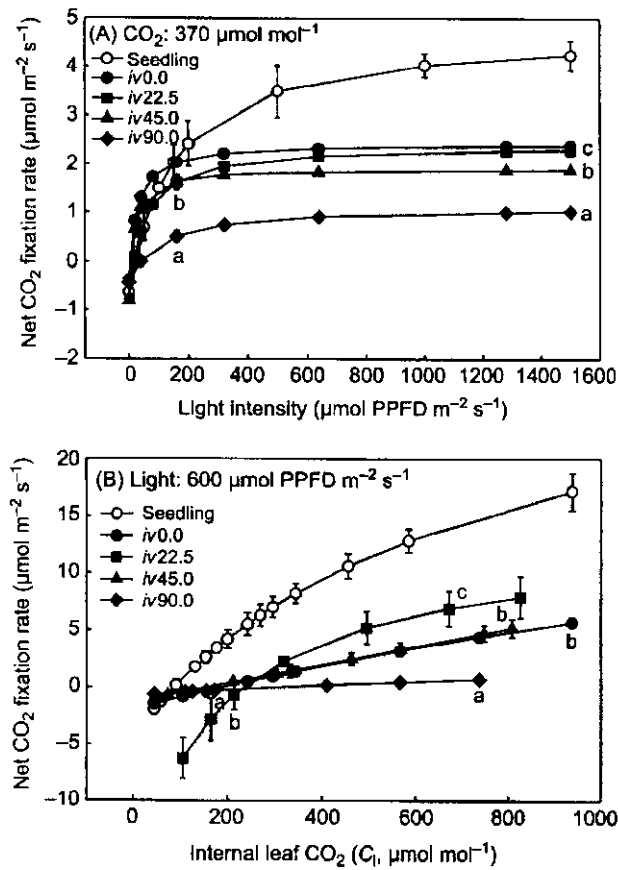 (A) CO₂: 370 μmol mol⁻¹
Seedling
iv0.0
iv22.5
iv45.0
iv90.0
Net CO₂ fixation rate (μmol m⁻² s⁻¹)
5
4
3
2
1
0
−1
−2
c
b
a
b
a
0 200 400 600 800 1000 1200 1400 1600
Light intensity (μmol PPFD m⁻² s⁻¹)
(B) Light: 600 μmol PPFD m⁻² s⁻¹
Seedling
iv0.0
iv22.5
iv45.0
iv90.0
Net CO₂ fixation rate (μmol m⁻² s⁻¹)
20
15
10
5
0
−5
−10
c
b
b
a
a
b
0 200 400 600 800 1000
Internal leaf CO₂ (Cᵢ, μmol mol⁻¹)